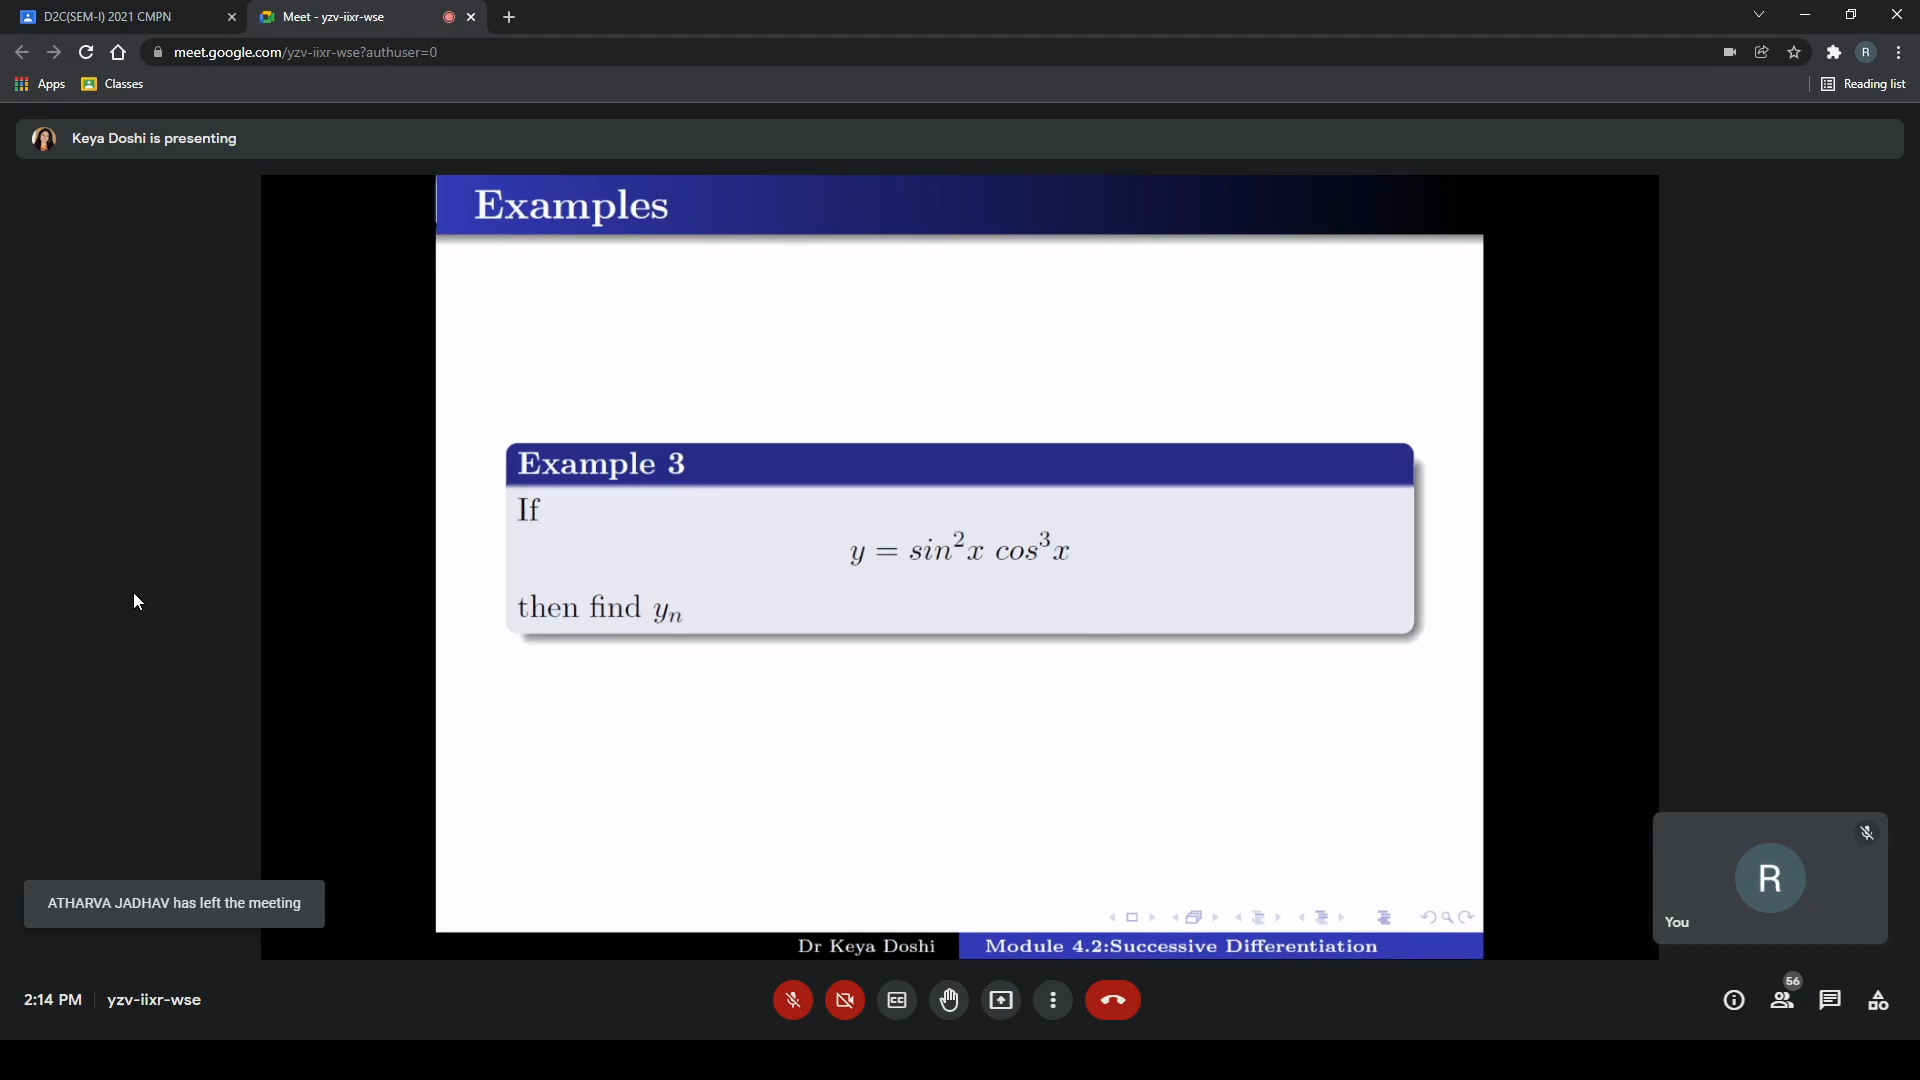 D2C(SEM-I) 2021 CMPN
Meet - yzv-iixr-wse
meet.google.com/yzv-iixr-wse?authuser=0
R
Apps
Classes
Reading list
Keya Doshi is presenting
Examples
Example 3
If
y = sin²x cos³x
then find yₙ
R
You
ATHARVA JADHAV has left the meeting
Dr Keya Doshi
Module 4.2:Successive Differentiation
2:14 PM
yzv-iixr-wse
56